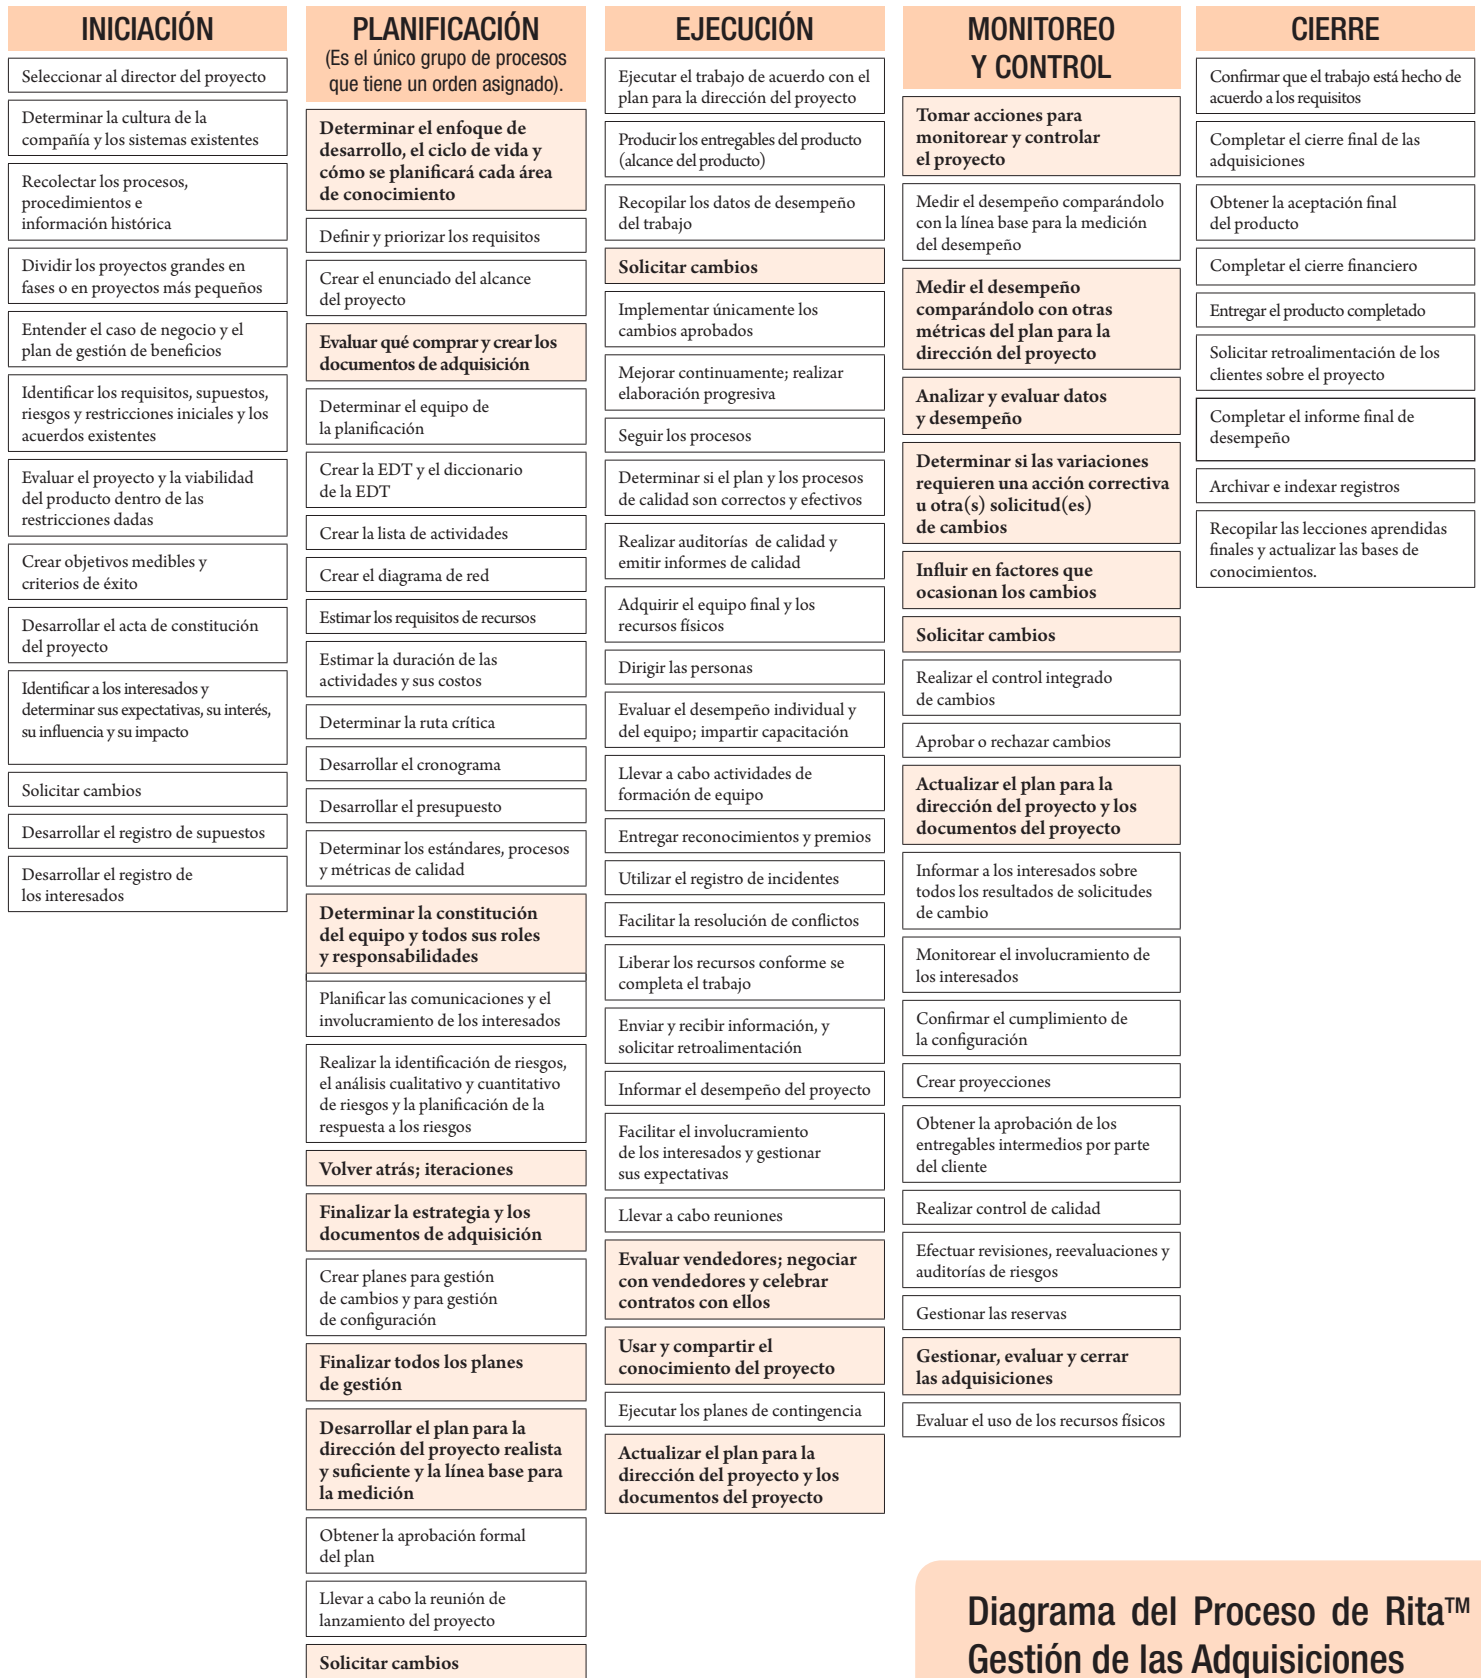 INICIACIÓN
Seleccionar al director del proyecto
Determinar la cultura de la
compañía y los sistemas existentes
Recolectar los procesos,
procedimientos e
información histórica
Dividir los proyectos grandes en
fases o en proyectos más pequeños
Entender el caso de negocio y el
plan de gestión de beneficios
Identificar los requisitos, supuestos,
riesgos y restricciones iniciales y los
acuerdos existentes
Evaluar el proyecto y la viabilidad
del producto dentro de las
restricciones dadas
Crear objetivos medibles y
criterios de éxito
Desarrollar el acta de constitución
del proyecto
Identificar a los interesados y
determinar sus expectativas, su interés,
su influencia y su impacto
Solicitar cambios
Desarrollar el registro de supuestos
Desarrollar el registro de
los interesados
PLANIFICACIÓN
(Es el único grupo de procesos
que tiene un orden asignado).
Determinar el enfoque de
desarrollo, el ciclo de vida y
cómo se planificará cada área
de conocimiento
Definir y priorizar los requisitos
Crear el enunciado del alcance
del proyecto
Evaluar qué comprar y crear los
documentos de adquisición
Determinar el equipo de
la planificación
Crear la EDT y el diccionario
de la EDT
Crear la lista de actividades
Crear el diagrama de red
Estimar los requisitos de recursos
Estimar la duración de las
actividades y sus costos
Determinar la ruta crítica
Desarrollar el cronograma
Desarrollar el presupuesto
Determinar los estándares, procesos
y métricas de calidad
Determinar la constitución
del equipo y todos sus roles
y responsabilidades
Planificar las comunicaciones y el
involucramiento de los interesados
Realizar la identificación de riesgos,
el análisis cualitativo y cuantitativo
de riesgos y la planificación de la
respuesta a los riesgos
Volver atrás; iteraciones
Finalizar la estrategia y los
documentos de adquisición
Crear planes para gestión
de cambios y para gestión
de configuración
Finalizar todos los planes
de gestión
Desarrollar el plan para la
dirección del proyecto realista
y suficiente y la línea base para
la medición
Obtener la aprobación formal
del plan
Llevar a cabo la reunión de
lanzamiento del proyecto
Solicitar cambios
EJECUCIÓN
Ejecutar el trabajo de acuerdo con el
plan para la dirección del proyecto
Producir los entregables del producto
(alcance del producto)
Recopilar los datos de desempeño
del trabajo
Solicitar cambios
Implementar únicamente los
cambios aprobados
Mejorar continuamente; realizar
elaboración progresiva
Seguir los procesos
Determinar si el plan y los procesos
de calidad son correctos y efectivos
Realizar auditorías de calidad y
emitir informes de calidad
Adquirir el equipo final y los
recursos físicos
Dirigir las personas
Evaluar el desempeño individual y
del equipo; impartir capacitación
Llevar a cabo actividades de
formación de equipo
Entregar reconocimientos y premios
Utilizar el registro de incidentes
Facilitar la resolución de conflictos
Liberar los recursos conforme se
completa el trabajo
Enviar y recibir información, y
solicitar retroalimentación
Informar el desempeño del proyecto
Facilitar el involucramiento
de los interesados y gestionar
sus expectativas
Llevar a cabo reuniones
Evaluar vendedores; negociar
con vendedores y celebrar
contratos con ellos
Usar y compartir el
conocimiento del proyecto
Ejecutar los planes de contingencia
Actualizar el plan para la
dirección del proyecto y los
documentos del proyecto
MONITOREO
Y CONTROL
Tomar acciones para
monitorear y controlar
el proyecto
Medir el desempeño comparándolo
con la línea base para la medición
del desempeño
Medir el desempeño
comparándolo con otras
métricas del plan para la
dirección del proyecto
Analizar y evaluar datos
y desempeño
Determinar si las variaciones
requieren una acción correctiva
u otra(s) solicitud(es)
de cambios
Influir en factores que
ocasionan los cambios
Solicitar cambios
Realizar el control integrado
de cambios
Aprobar o rechazar cambios
Actualizar el plan para la
dirección del proyecto y los
documentos del proyecto
Informar a los interesados sobre
todos los resultados de solicitudes
de cambio
Monitorear el involucramiento de
los interesados
Confirmar el cumplimiento de
la configuración
Crear proyecciones
Obtener la aprobación de los
entregables intermedios por parte
del cliente
Realizar control de calidad
Efectuar revisiones, reevaluaciones y
auditorías de riesgos
Gestionar las reservas
Gestionar, evaluar y cerrar
las adquisiciones
Evaluar el uso de los recursos físicos
CIERRE
Confirmar que el trabajo está hecho de
acuerdo a los requisitos
Completar el cierre final de las
adquisiciones
Obtener la aceptación final
del producto
Completar el cierre financiero
Entregar el producto completado
Solicitar retroalimentación de los
clientes sobre el proyecto
Completar el informe final de
desempeño
Archivar e indexar registros
Recopilar las lecciones aprendidas
finales y actualizar las bases de
conocimientos.
Diagrama del Proceso de Rita™
Gestión de las Adquisiciones